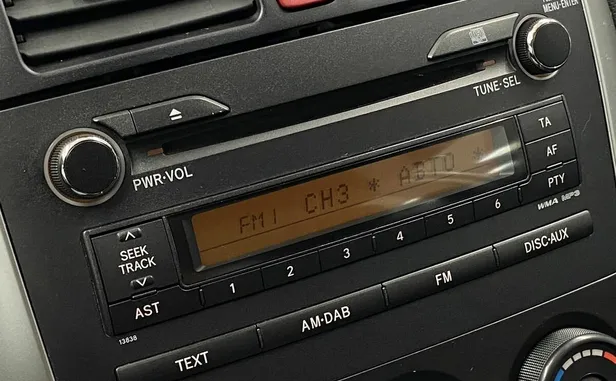 MENU·ENTER
TUNE·SEL
PWR·VOL
FM1 CH3 * АВТО *
TA
AF
PTY
WMA MP3
SEEK
TRACK
AST
1 2 3 4 5 6
13838
TEXT
AM·DAB
FM
DISC·AUX